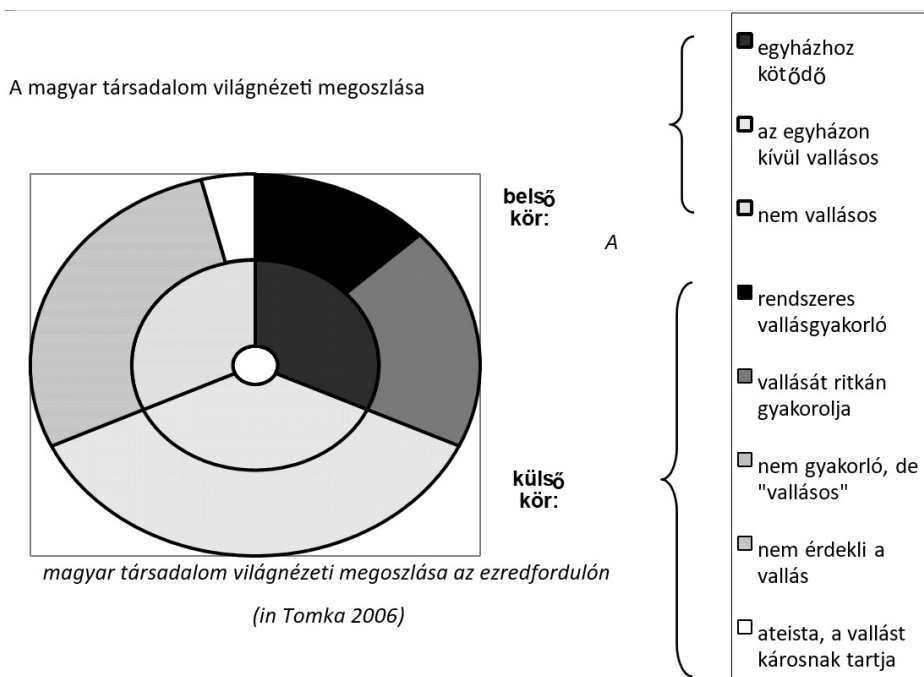 A magyar társadalom világnézeti megoszlása
belső
kör:
A
külső
kör:
magyar társadalom világnézeti megoszlása az ezredfordulón
(in Tomka 2006)
egyházhoz
kötődő
az egyházon
kívül vallásos
nem vallásos
rendszeres
vallásgyakorló
vallását ritkán
gyakorolja
nem gyakorló, de
"vallásos"
nem érdekli a
vallás
ateista, a vallást
károsnak tartja